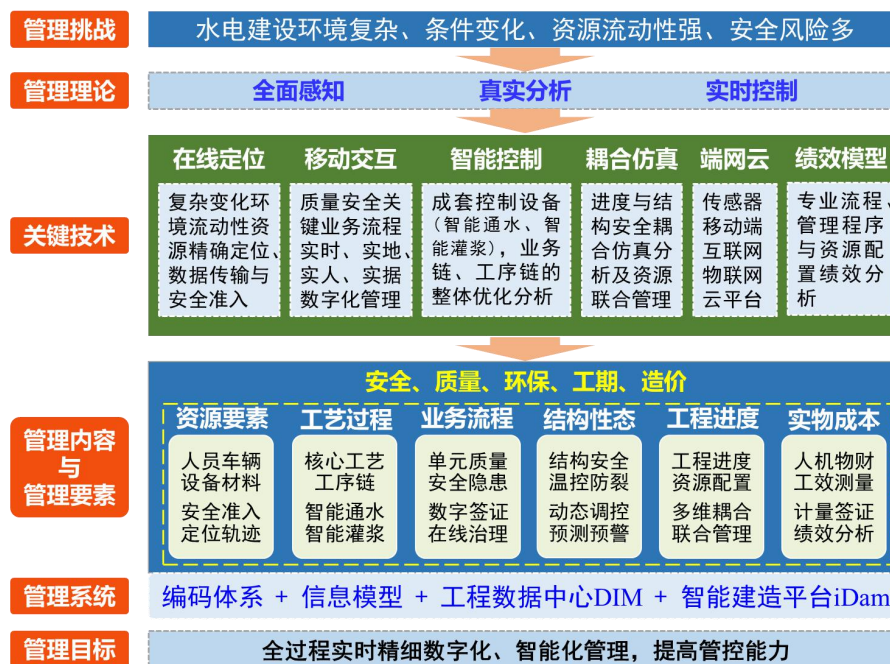 管理挑战
水电建设环境复杂、条件变化、资源流动性强、安全风险多
管理理论
全面感知 真实分析 实时控制
关键技术
在线定位
复杂变化环
境流动性资
源精确定位、
数据传输与
安全准入
移动交互
质量安全关
键业务流程
实时、实地、
实人、实据
数字化管理
智能控制
成套控制设备
(智能通水、智
能灌浆)，业务
链、工序链的
整体优化分析
耦合仿真
进度与结
构安全耦
合仿真分
析及资源
联合管理
端网云
传感器
移动端
互联网
物联网
云平台
绩效模型
专业流程、
管理程序
与资源配
置绩效分
析
管理内容
与
管理要素
安全、质量、环保、工期、造价
资源要素
人员车辆
设备材料
安全准入
定位轨迹
工艺过程
核心工艺
工序链
智能通水
智能灌浆
业务流程
单元质量
安全隐患
数字签证
在线治理
结构性态
结构安全
温控防裂
动态调控
预测预警
工程进度
工程进度
资源配置
多维耦合
联合管理
实物成本
人机物财
工效测量
计量签证
绩效分析
管理系统
编码体系 + 信息模型 + 工程数据中心DIM + 智能建造平台iDam
管理目标
全过程实时精细数字化、智能化管理，提高管控能力